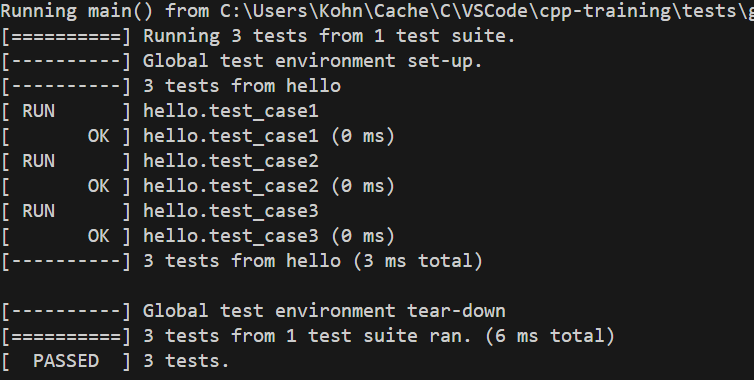 Running main() from C:\Users\Kohn\Cache\C\VSCode\cpp-training\tests\g
[==========] Running 3 tests from 1 test suite.
[----------] Global test environment set-up.
[----------] 3 tests from hello
[ RUN      ] hello.test_case1
[       OK ] hello.test_case1 (0 ms)
[ RUN      ] hello.test_case2
[       OK ] hello.test_case2 (0 ms)
[ RUN      ] hello.test_case3
[       OK ] hello.test_case3 (0 ms)
[----------] 3 tests from hello (3 ms total)

[----------] Global test environment tear-down
[==========] 3 tests from 1 test suite ran. (6 ms total)
[  PASSED  ] 3 tests.